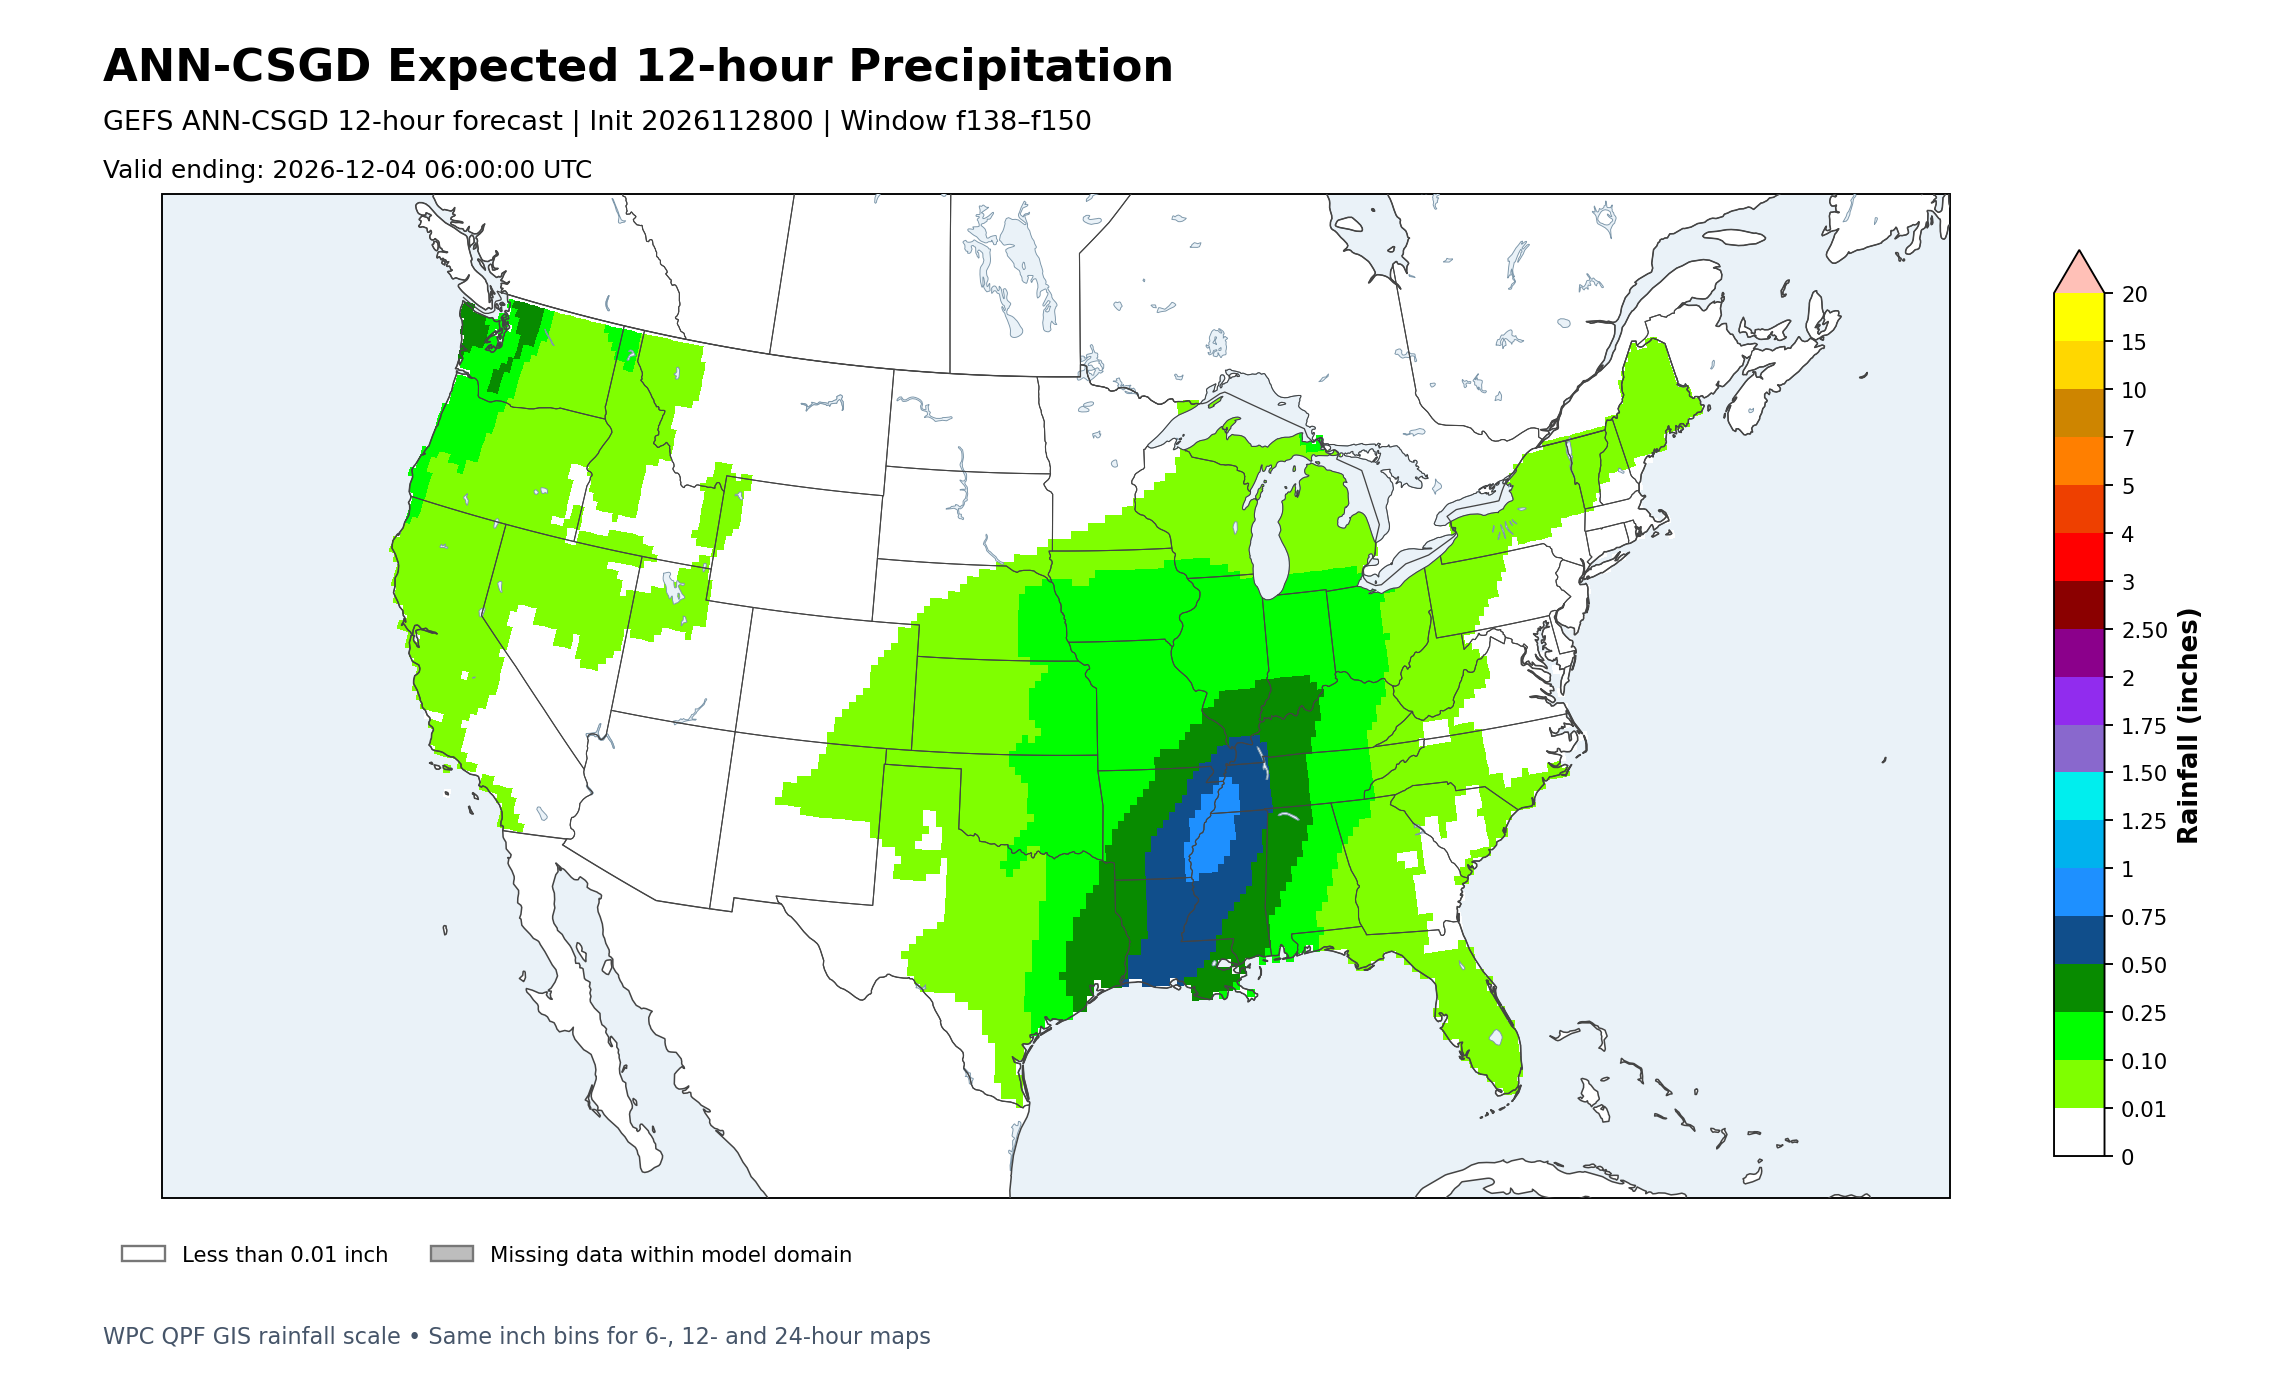 ANN-CSGD Expected 12-hour Precipitation
GEFS ANN-CSGD 12-hour forecast | Init 2026112800 | Window f138–f150
Valid ending: 2026-12-04 06:00:00 UTC
20
15
10
7
5
4
3
2.50
2
1.75
1.50
1.25
1
0.75
0.50
0.25
0.10
0.01
0
Rainfall (inches)
Less than 0.01 inch
Missing data within model domain
WPC QPF GIS rainfall scale • Same inch bins for 6-, 12- and 24-hour maps